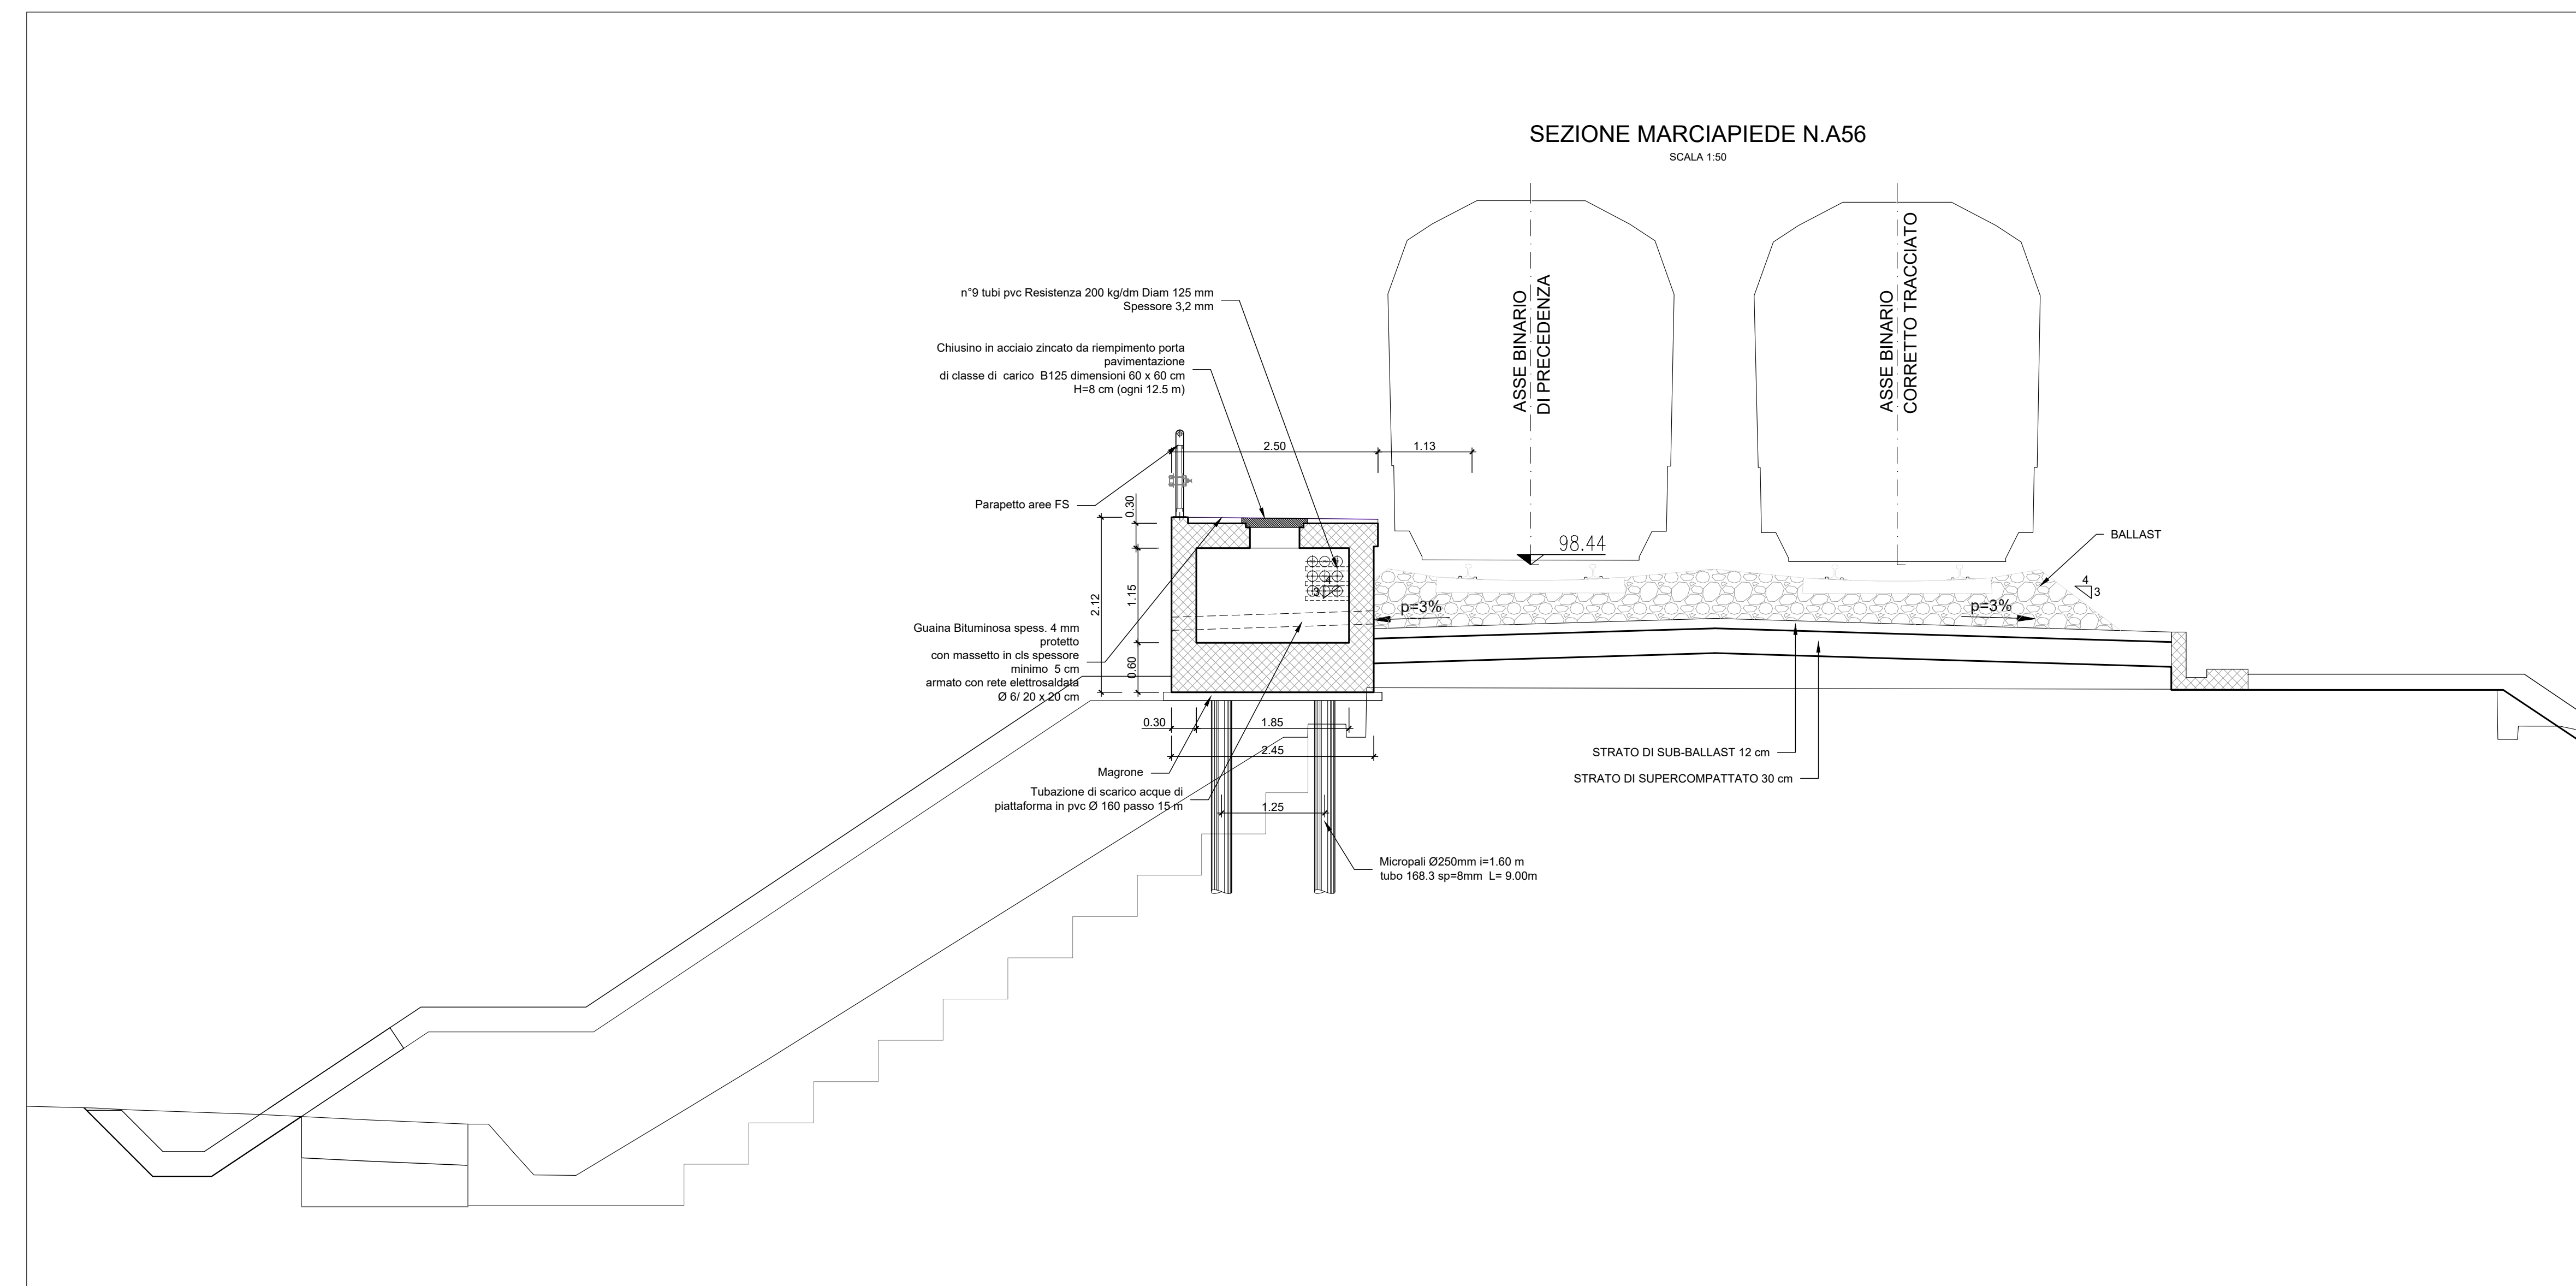 SEZIONE MARCIAPIEDE N.A56
SCALA 1:50
ASSE BINARIO
DI PRECEDENZA
ASSE BINARIO
CORRETTO TRACCIATO
n°9 tubi pvc Resistenza 200 kg/dm Diam 125 mm
Spessore 3,2 mm
Chiusino in acciaio zincato da riempimento porta
pavimentazione
di classe di carico B125 dimensioni 60 x 60 cm
H=8 cm (ogni 12.5 m)
2.50
1.13
Parapetto aree FS
0.30
98.44
BALLAST
2.12
1.15
4
3
4
3
p=3%
p=3%
Guaina Bituminosa spess. 4 mm
protetto
con massetto in cls spessore
minimo 5 cm
armato con rete elettrosaldata
Ø 6/ 20 x 20 cm
0.60
0.30
1.85
2.45
STRATO DI SUB-BALLAST 12 cm
Magrone
STRATO DI SUPERCOMPATTATO 30 cm
Tubazione di scarico acque di
piattaforma in pvc Ø 160 passo 15 m
1.25
Micropali Ø250mm i=1.60 m
tubo 168.3 sp=8mm L= 9.00m